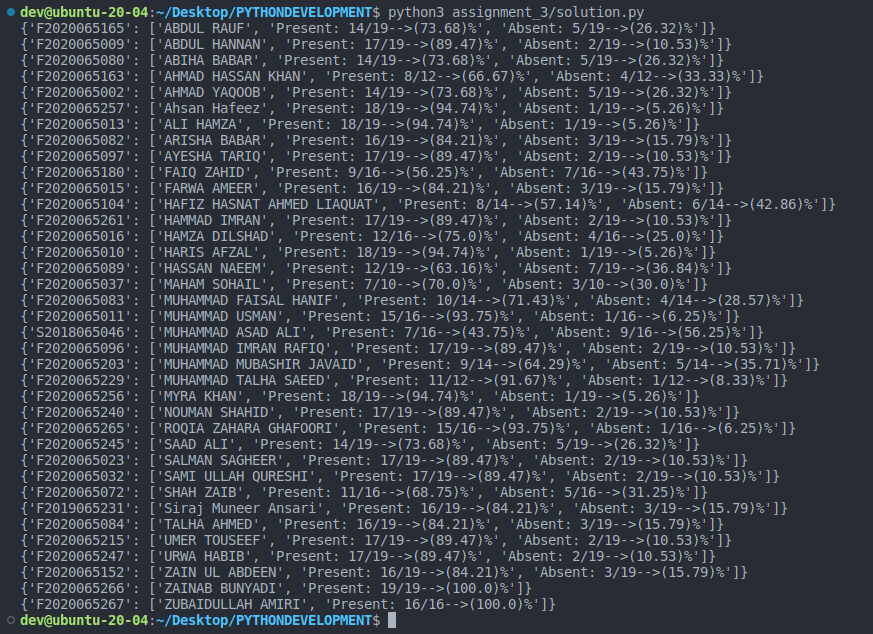 dev@ubuntu-20-04:~/Desktop/PYTHONDEVELOPMENT$ python3 assignment_3/solution.py
{'F2020065165': ['ABDUL RAUF', 'Present: 14/19-->(73.68)%', 'Absent: 5/19-->(26.32)%']}
{'F2020065009': ['ABDUL HANNAN', 'Present: 17/19-->(89.47)%', 'Absent: 2/19-->(10.53)%']}
{'F2020065080': ['ABIHA BABAR', 'Present: 14/19-->(73.68)%', 'Absent: 5/19-->(26.32)%']}
{'F2020065163': ['AHMAD HASSAN KHAN', 'Present: 8/12-->(66.67)%', 'Absent: 4/12-->(33.33)%']}
{'F2020065002': ['AHMAD YAQOOB', 'Present: 14/19-->(73.68)%', 'Absent: 5/19-->(26.32)%']}
{'F2020065257': ['Ahsan Hafeez', 'Present: 18/19-->(94.74)%', 'Absent: 1/19-->(5.26)%']}
{'F2020065013': ['ALI HAMZA', 'Present: 18/19-->(94.74)%', 'Absent: 1/19-->(5.26)%']}
{'F2020065082': ['ARISHA BABAR', 'Present: 16/19-->(84.21)%', 'Absent: 3/19-->(15.79)%']}
{'F2020065097': ['AYESHA TARIQ', 'Present: 17/19-->(89.47)%', 'Absent: 2/19-->(10.53)%']}
{'F2020065180': ['FAIQ ZAHID', 'Present: 9/16-->(56.25)%', 'Absent: 7/16-->(43.75)%']}
{'F2020065015': ['FARWA AMEER', 'Present: 16/19-->(84.21)%', 'Absent: 3/19-->(15.79)%']}
{'F2020065104': ['HAFIZ HASNAT AHMED LIAQUAT', 'Present: 8/14-->(57.14)%', 'Absent: 6/14-->(42.86)%']}
{'F2020065261': ['HAMMAD IMRAN', 'Present: 17/19-->(89.47)%', 'Absent: 2/19-->(10.53)%']}
{'F2020065016': ['HAMZA DILSHAD', 'Present: 12/16-->(75.0)%', 'Absent: 4/16-->(25.0)%']}
{'F2020065010': ['HARIS AFZAL', 'Present: 18/19-->(94.74)%', 'Absent: 1/19-->(5.26)%']}
{'F2020065089': ['HASSAN NAEEM', 'Present: 12/19-->(63.16)%', 'Absent: 7/19-->(36.84)%']}
{'F2020065037': ['MAHAM SOHAIL', 'Present: 7/10-->(70.0)%', 'Absent: 3/10-->(30.0)%']}
{'F2020065083': ['MUHAMMAD FAISAL HANIF', 'Present: 10/14-->(71.43)%', 'Absent: 4/14-->(28.57)%']}
{'F2020065011': ['MUHAMMAD USMAN', 'Present: 15/16-->(93.75)%', 'Absent: 1/16-->(6.25)%']}
{'S2018065046': ['MUHAMMAD ASAD ALI', 'Present: 7/16-->(43.75)%', 'Absent: 9/16-->(56.25)%']}
{'F2020065096': ['MUHAMMAD IMRAN RAFIQ', 'Present: 17/19-->(89.47)%', 'Absent: 2/19-->(10.53)%']}
{'F2020065203': ['MUHAMMAD MUBASHIR JAVAID', 'Present: 9/14-->(64.29)%', 'Absent: 5/14-->(35.71)%']}
{'F2020065229': ['MUHAMMAD TALHA SAEED', 'Present: 11/12-->(91.67)%', 'Absent: 1/12-->(8.33)%']}
{'F2020065256': ['MYRA KHAN', 'Present: 18/19-->(94.74)%', 'Absent: 1/19-->(5.26)%']}
{'F2020065240': ['NOUMAN SHAHID', 'Present: 17/19-->(89.47)%', 'Absent: 2/19-->(10.53)%']}
{'F2020065265': ['ROQIA ZAHARA GHAFOORI', 'Present: 15/16-->(93.75)%', 'Absent: 1/16-->(6.25)%']}
{'F2020065245': ['SAAD ALI', 'Present: 14/19-->(73.68)%', 'Absent: 5/19-->(26.32)%']}
{'F2020065023': ['SALMAN SAGHEER', 'Present: 17/19-->(89.47)%', 'Absent: 2/19-->(10.53)%']}
{'F2020065032': ['SAMI ULLAH QURESHI', 'Present: 17/19-->(89.47)%', 'Absent: 2/19-->(10.53)%']}
{'F2020065072': ['SHAH ZAIB', 'Present: 11/16-->(68.75)%', 'Absent: 5/16-->(31.25)%']}
{'F2019065231': ['Siraj Muneer Ansari', 'Present: 16/19-->(84.21)%', 'Absent: 3/19-->(15.79)%']}
{'F2020065084': ['TALHA AHMED', 'Present: 16/19-->(84.21)%', 'Absent: 3/19-->(15.79)%']}
{'F2020065215': ['UMER TOUSEEF', 'Present: 17/19-->(89.47)%', 'Absent: 2/19-->(10.53)%']}
{'F2020065247': ['URWA HABIB', 'Present: 17/19-->(89.47)%', 'Absent: 2/19-->(10.53)%']}
{'F2020065152': ['ZAIN UL ABDEEN', 'Present: 16/19-->(84.21)%', 'Absent: 3/19-->(15.79)%']}
{'F2020065266': ['ZAINAB BUNYADI', 'Present: 19/19-->(100.0)%']}
{'F2020065267': ['ZUBAIDULLAH AMIRI', 'Present: 16/16-->(100.0)%']}
dev@ubuntu-20-04:~/Desktop/PYTHONDEVELOPMENT$